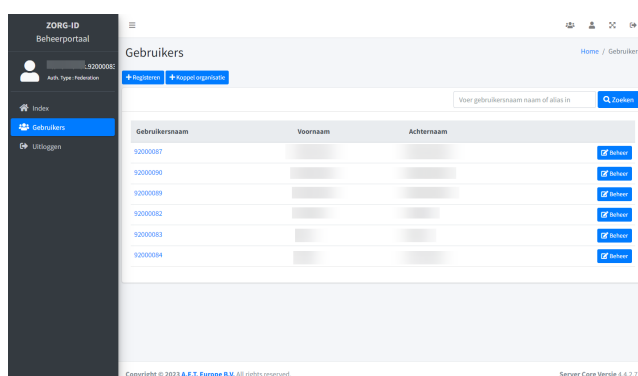 ZORG-ID
Beheerportaal
.92000083
Auth. Type : Federation
Index
Gebruikers
Uitloggen
Gebruikers
Home / Gebruiker
Registeren
Koppel organisatie
Voer gebruikersnaam naam of alias in
Zoeken
Gebruikersnaam Voornaam Achternaam
92000087 Beheer
92000090 Beheer
92000089 Beheer
92000082 Beheer
92000083 Beheer
92000084 Beheer
Copyright © 2023 A.E.T. Europe B.V. All rights reserved.
Server Core Versie 4.4.2.7